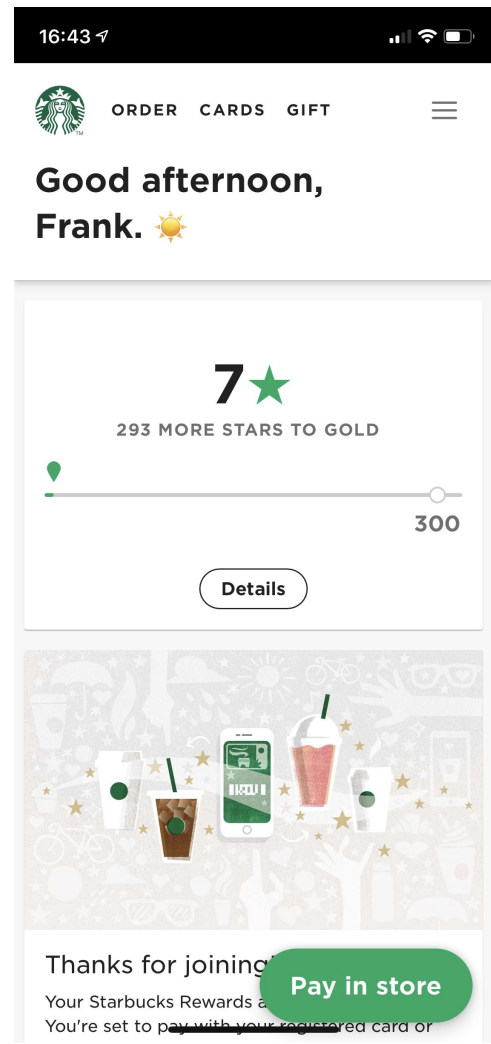 16:43
ORDER CARDS GIFT
Good afternoon,
Frank. ☀️
7★
293 MORE STARS TO GOLD
300
Details
Thanks for joining
Your Starbucks Rewards
You're set to pay with your registered card or
Pay in store
TM